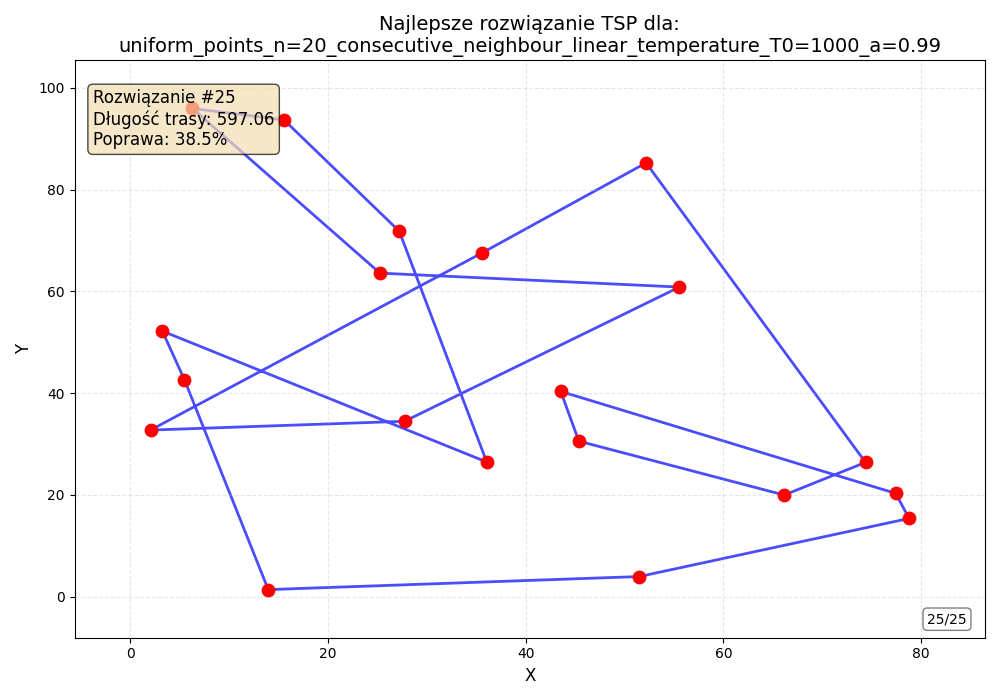 Najlepsze rozwiązanie TSP dla:
uniform_points_n=20_consecutive_neighbour_linear_temperature_T0=1000_a=0.99
Rozwiązanie #25
Długość trasy: 597.06
Poprawa: 38.5%
100
80
60
40
20
0
Y
25/25
0 20 40 60 80
X